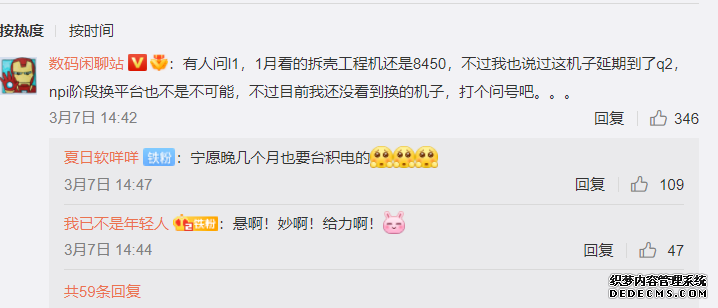 按热度 | 按时间
数码闲聊站 V：有人问l1，1月看的拆壳工程机还是8450，不过我也说过这机子延期到了q2，
npi阶段换平台也不是不可能，不过目前我还没看到换的机子，打个问号吧。。。
3月7日 14:42 回复 346
夏日软咩咩 铁粉：宁愿晚几个月也要台积电的
3月7日 14:47 回复 109
我已不是年轻人 铁粉：悬啊！妙啊！给力啊！
3月7日 14:44 回复 47
共59条回复
织梦内容管理系统
DEDECMS.COM